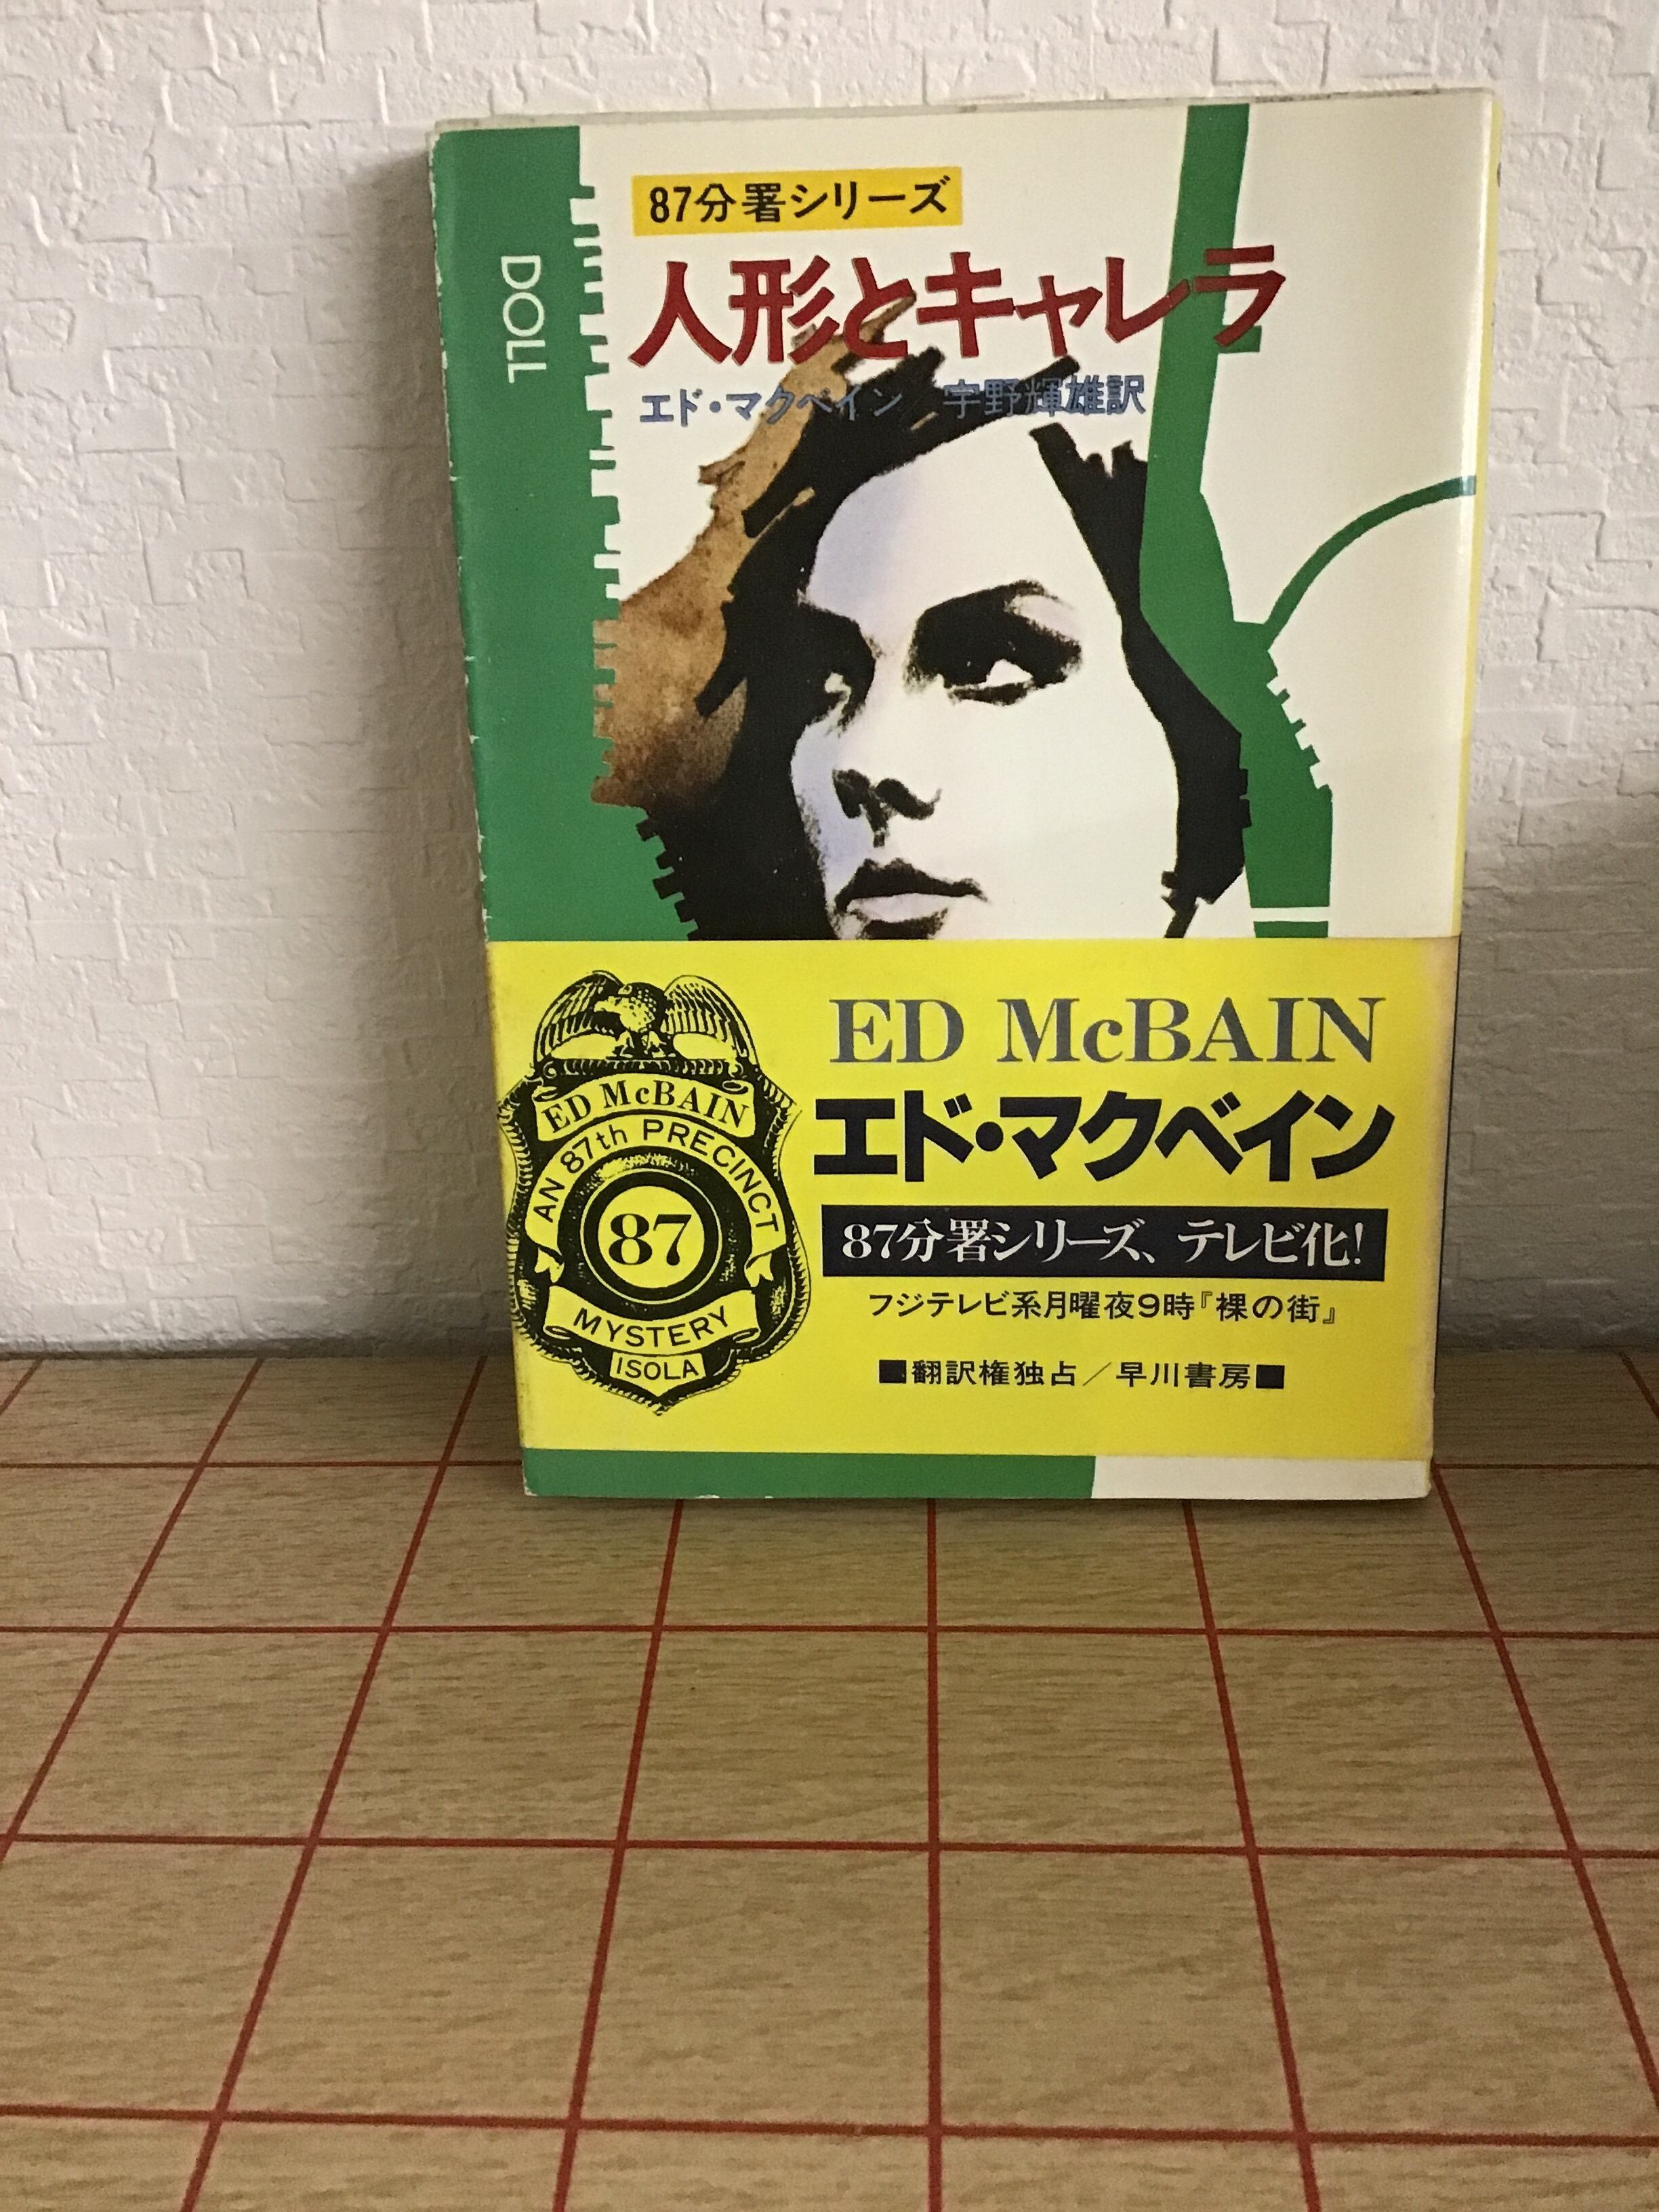 87分署シリーズ
人形とキャレラ
エド・マクベイン 宇野輝雄訳
DOLL
ED McBAIN
AN 87th PRECINCT
87
MYSTERY
ISOLA
ED McBAIN
エド・マクベイン
87分署シリーズ、テレビ化!
フジテレビ系月曜夜9時『裸の街』
■翻訳権独占/早川書房■